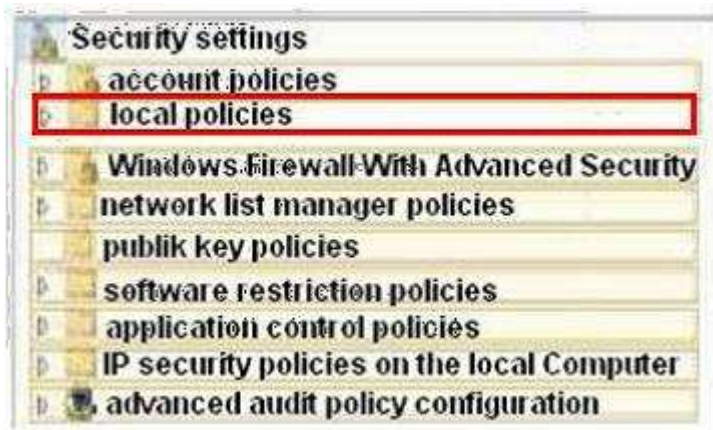 Security settings
account policies
local policies
Windows Firewall With Advanced Security
network list manager policies
publik key policies
software restriction policies
application control policies
IP security policies on the local Computer
advanced audit policy configuration